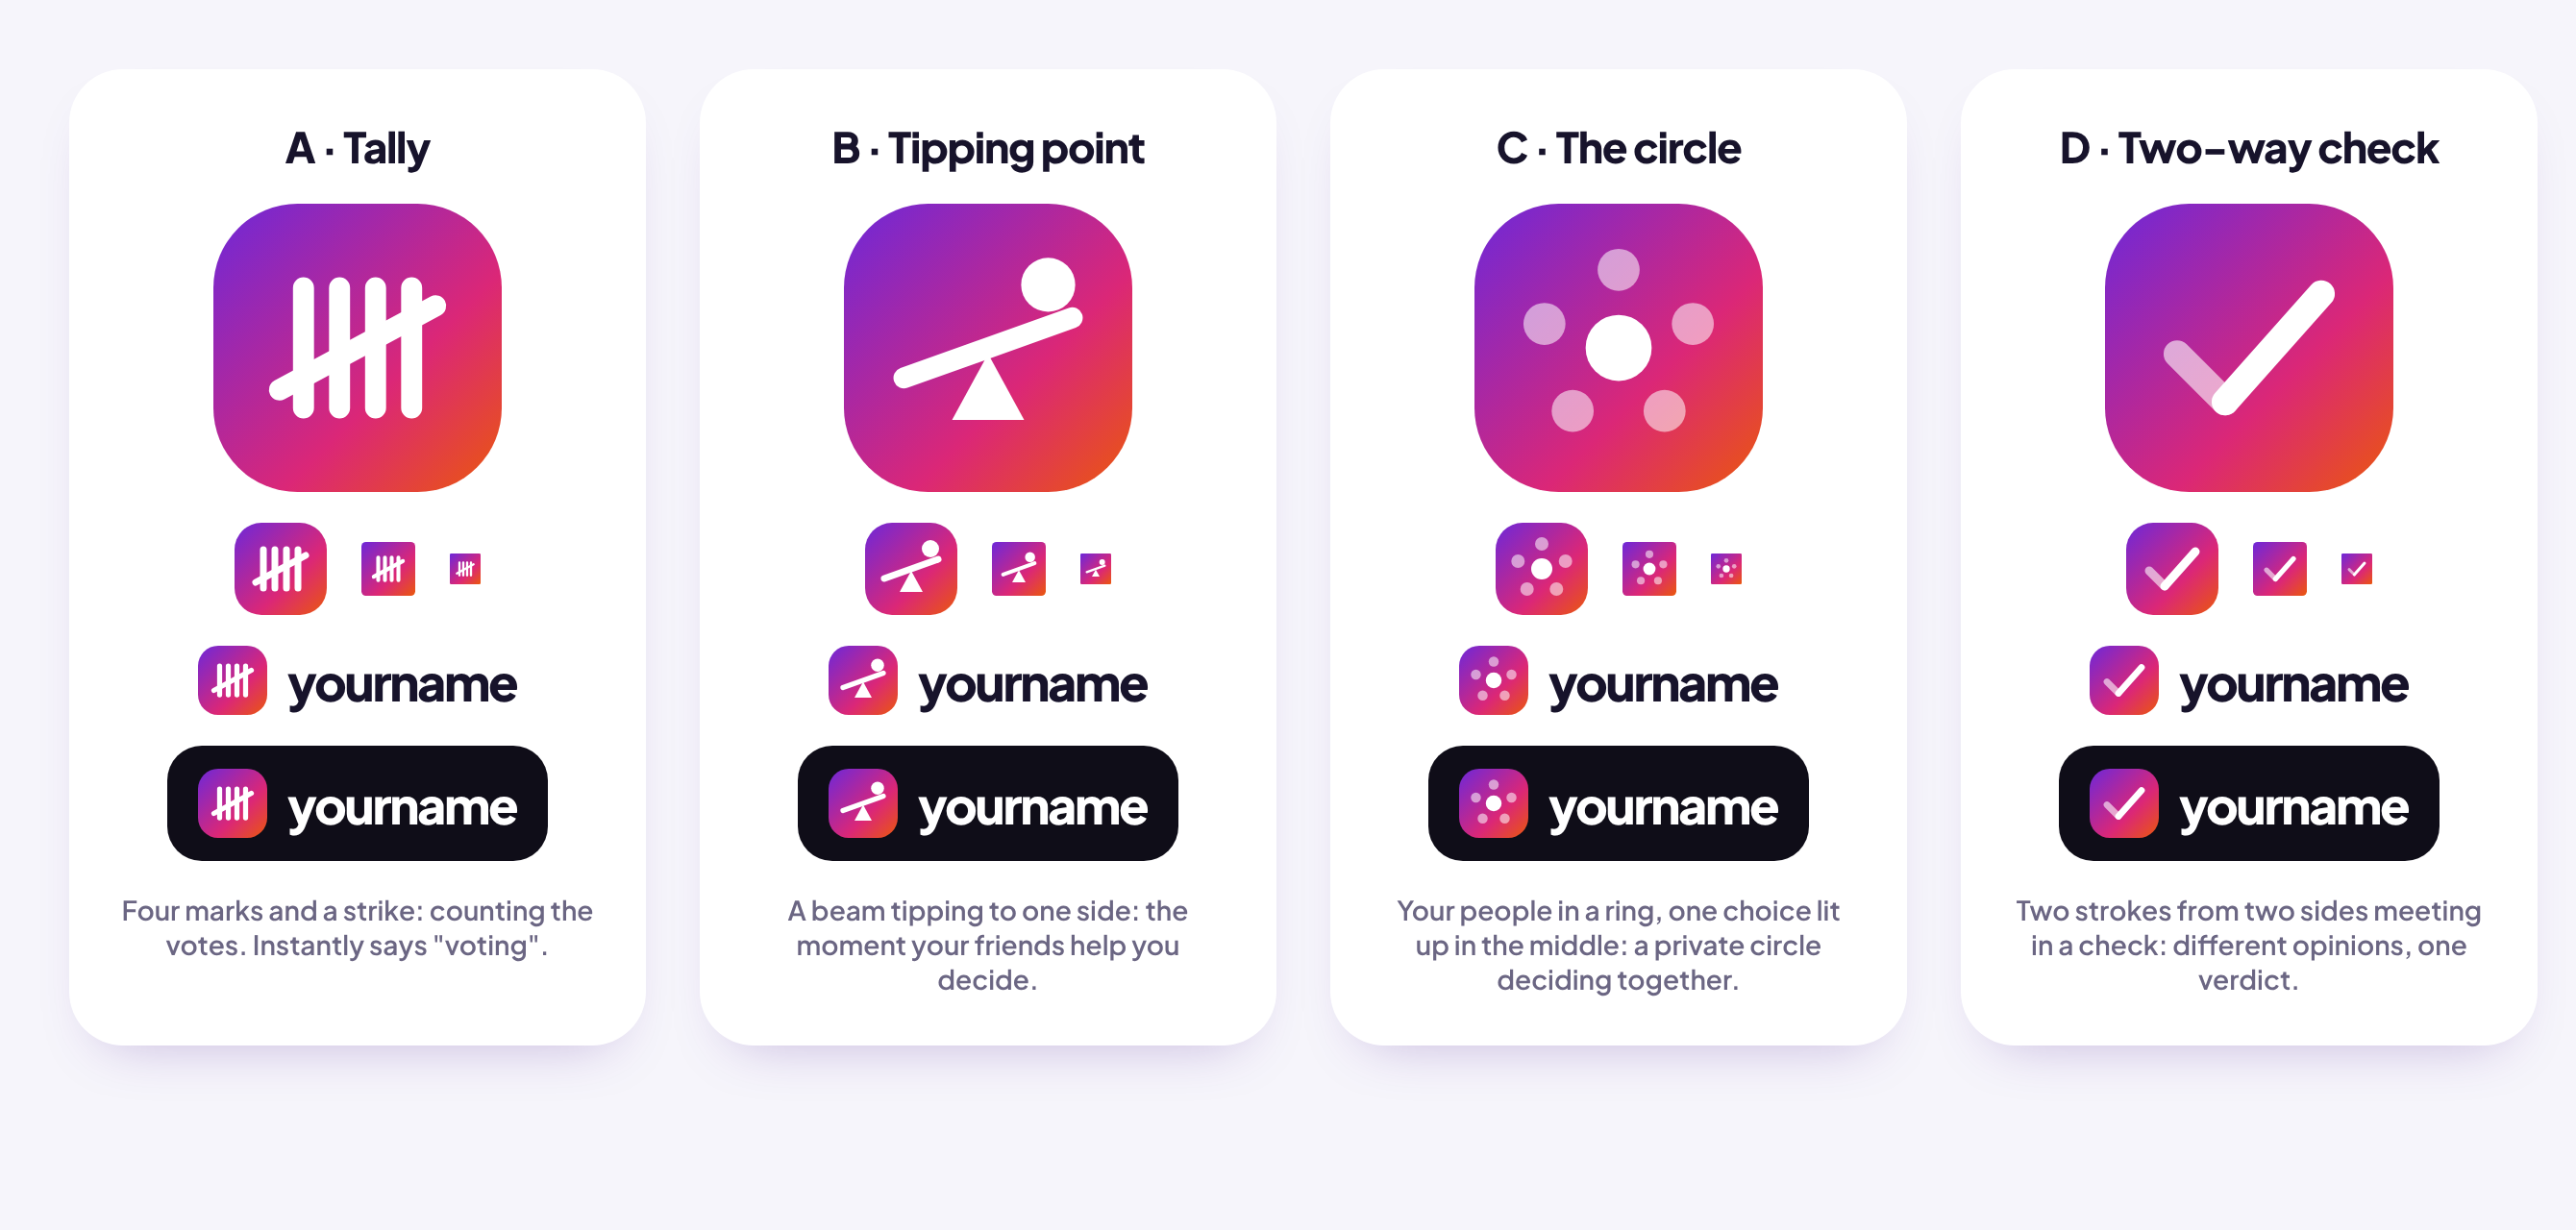 A · Tally
yourname
yourname
Four marks and a strike: counting the
votes. Instantly says "voting".
B · Tipping point
yourname
yourname
A beam tipping to one side: the
moment your friends help you
decide.
C · The circle
yourname
yourname
Your people in a ring, one choice lit
up in the middle: a private circle
deciding together.
D · Two-way check
yourname
yourname
Two strokes from two sides meeting
in a check: different opinions, one
verdict.